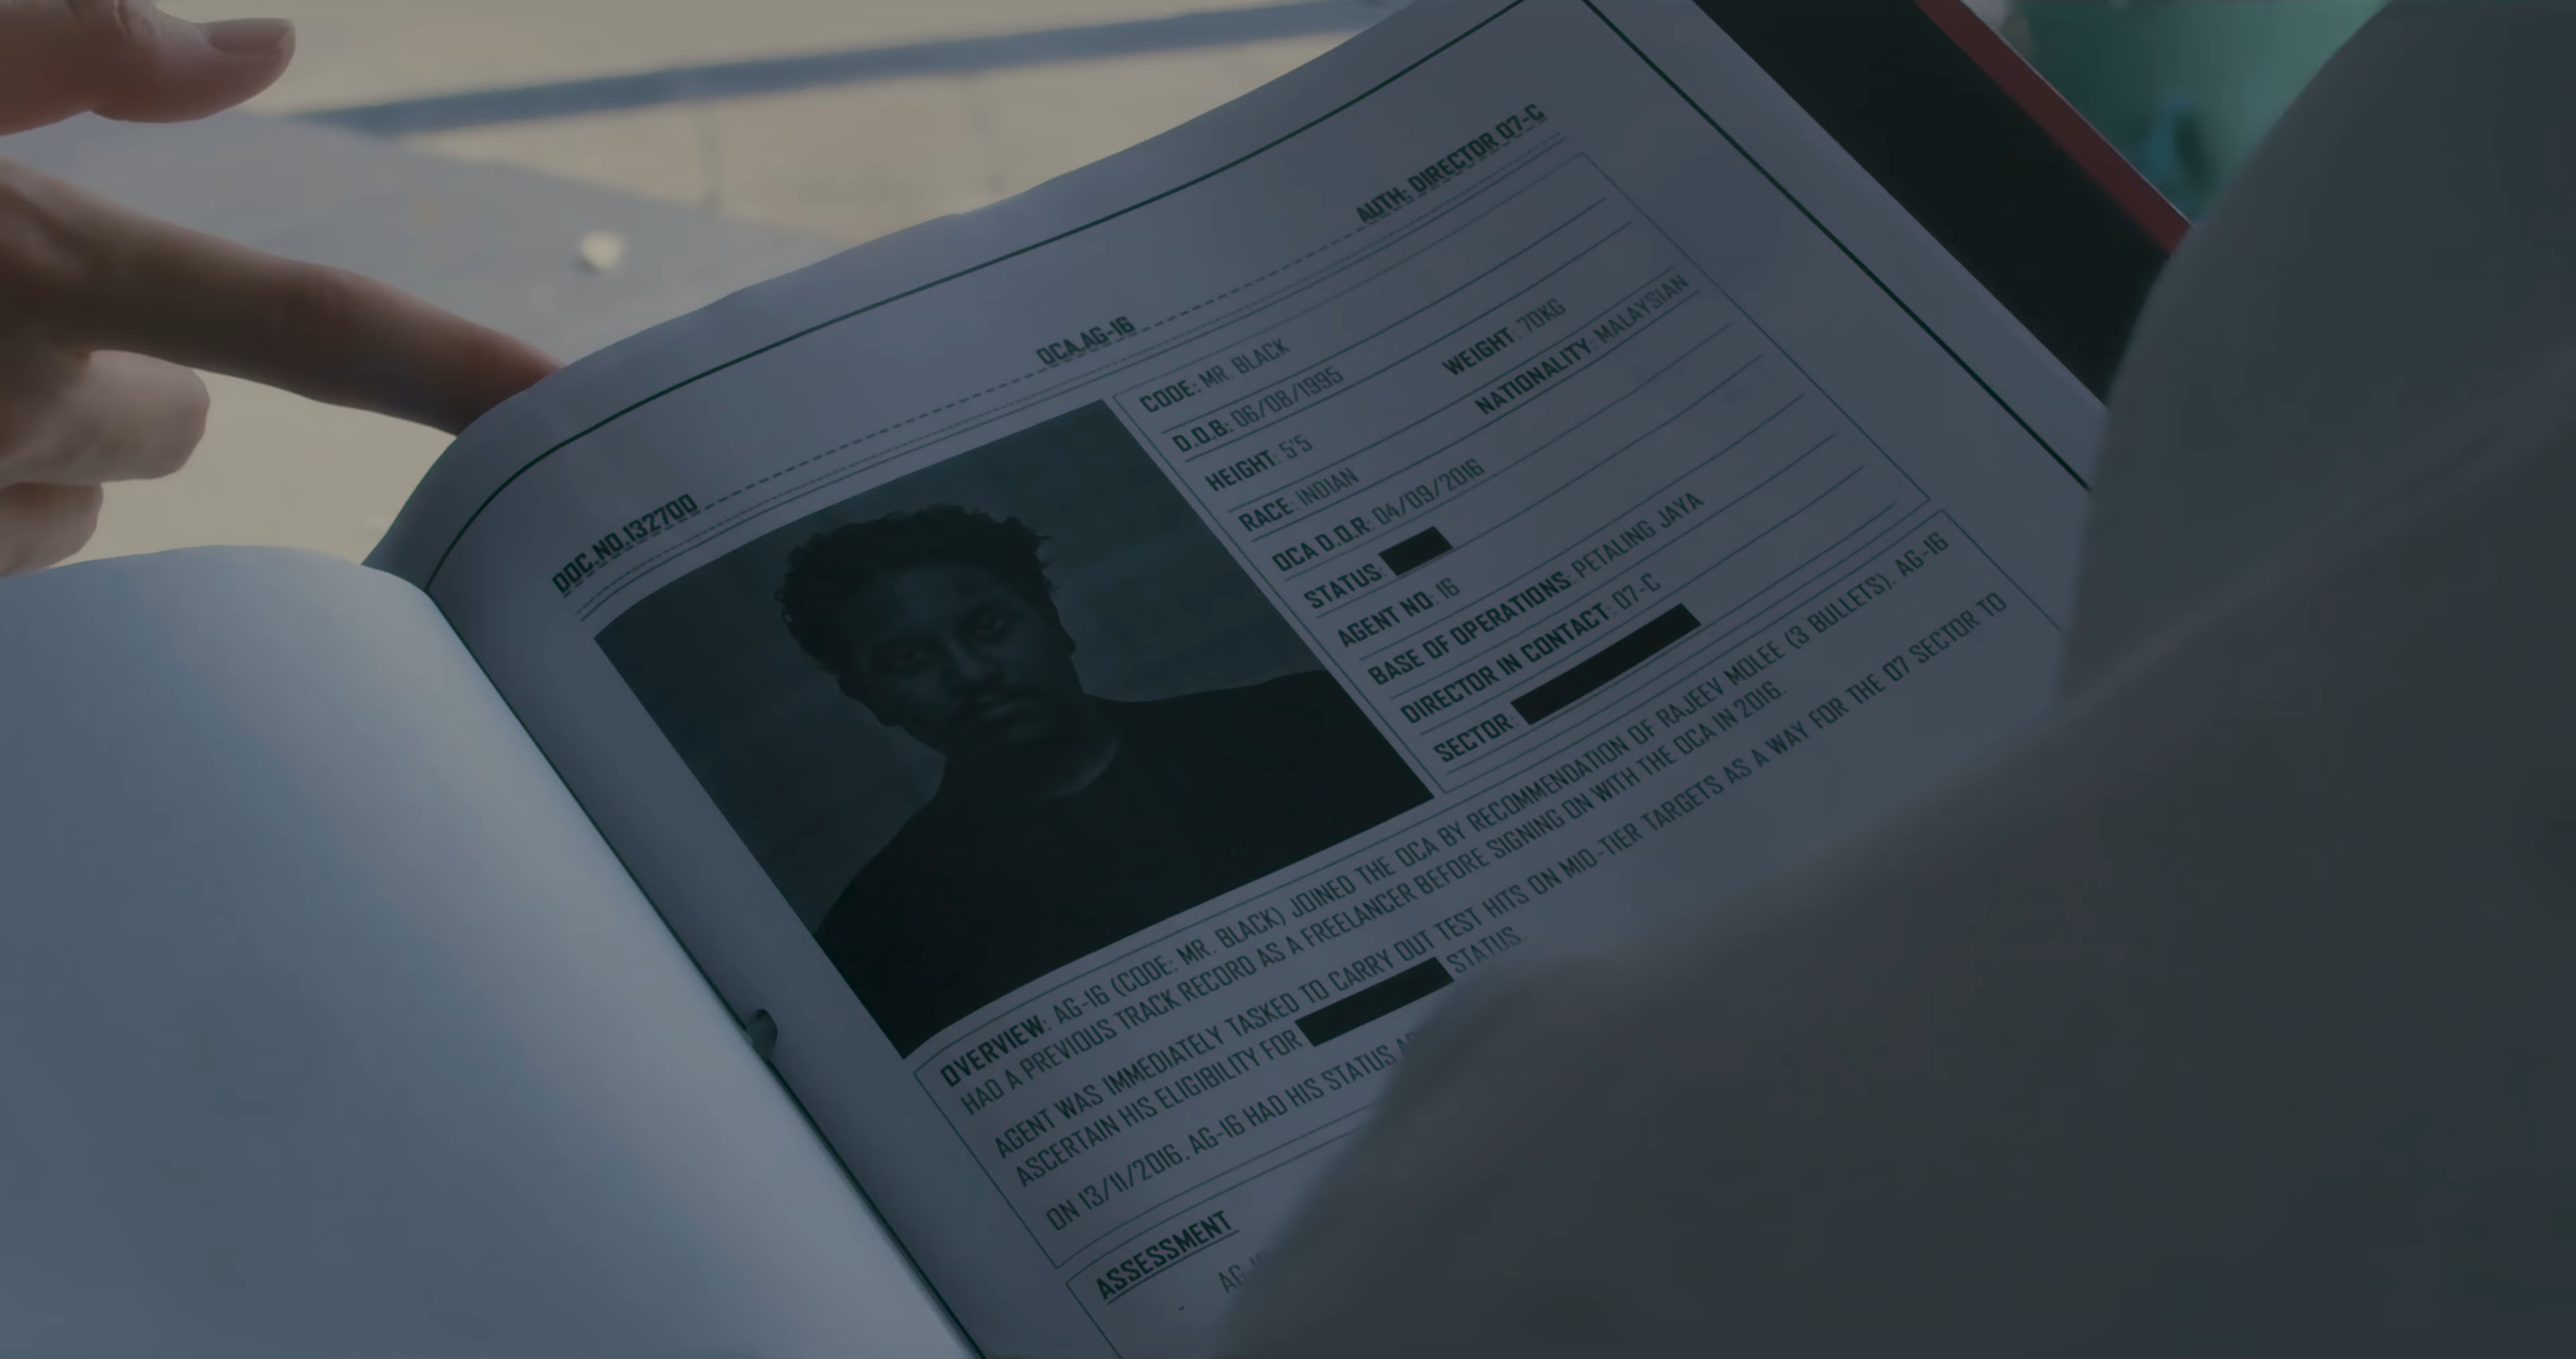 DOC.NO.132700
OCA.AG-16
AUTH: DIRECTOR 07-C
CODE: MR. BLACK
D.O.B: 06/08/1995
HEIGHT: 5'5 WEIGHT: 70KG
RACE: INDIAN NATIONALITY: MALAYSIAN
OCA D.O.R: 04/09/2016
STATUS:
AGENT NO: 16
BASE OF OPERATIONS: PETALING JAYA
DIRECTOR IN CONTACT: 07-C
SECTOR:
OVERVIEW: AG-16 (CODE: MR. BLACK) JOINED THE OCA BY RECOMMENDATION OF RAJEEV MOLEE (3 BULLETS). AG-16
HAD A PREVIOUS TRACK RECORD AS A FREELANCER BEFORE SIGNING ON WITH THE OCA IN 2016.
AGENT WAS IMMEDIATELY TASKED TO CARRY OUT TEST HITS ON MID-TIER TARGETS AS A WAY FOR THE 07 SECTOR TO
ASCERTAIN HIS ELIGIBILITY FOR STATUS.
ON 13/11/2016, AG-16 HAD HIS STATUS
ASSESSMENT
- AG